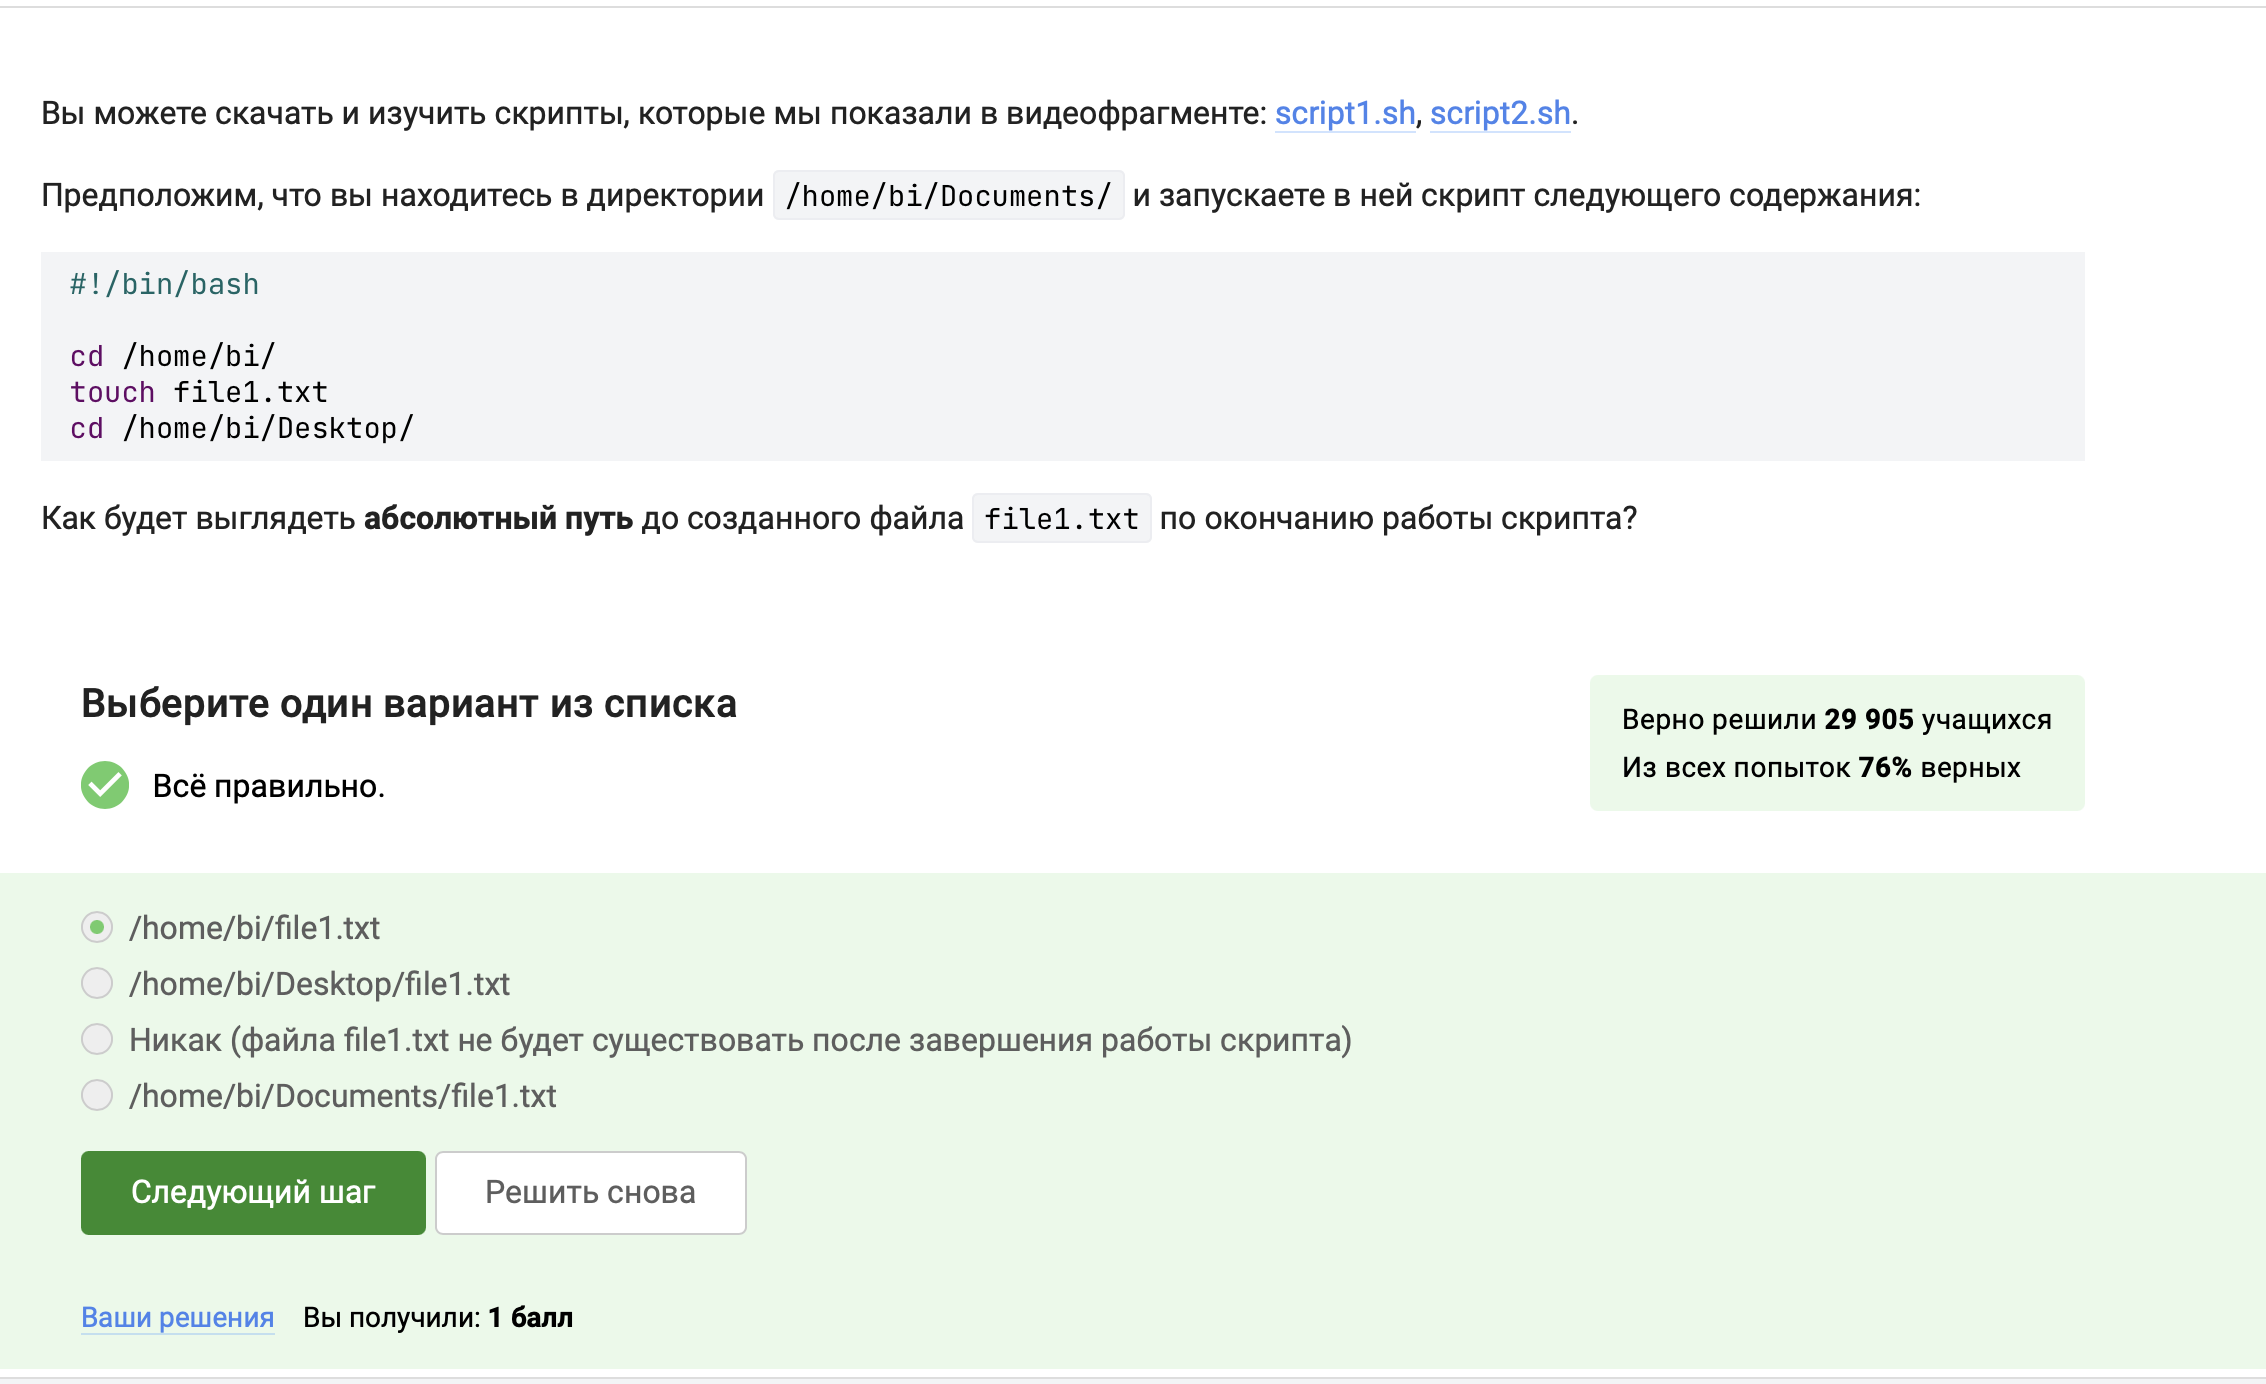 Вы можете скачать и изучить скрипты, которые мы показали в видеофрагменте: script1.sh, script2.sh.
Предположим, что вы находитесь в директории /home/bi/Documents/ и запускаете в ней скрипт следующего содержания:
#!/bin/bash
cd /home/bi/
touch file1.txt
cd /home/bi/Desktop/
Как будет выглядеть абсолютный путь до созданного файла file1.txt по окончанию работы скрипта?
Выберите один вариант из списка
Верно решили 29 905 учащихся
Из всех попыток 76% верных
Всё правильно.
/home/bi/file1.txt
/home/bi/Desktop/file1.txt
Никак (файла file1.txt не будет существовать после завершения работы скрипта)
/home/bi/Documents/file1.txt
Следующий шаг
Решить снова
Ваши решения
Вы получили: 1 балл